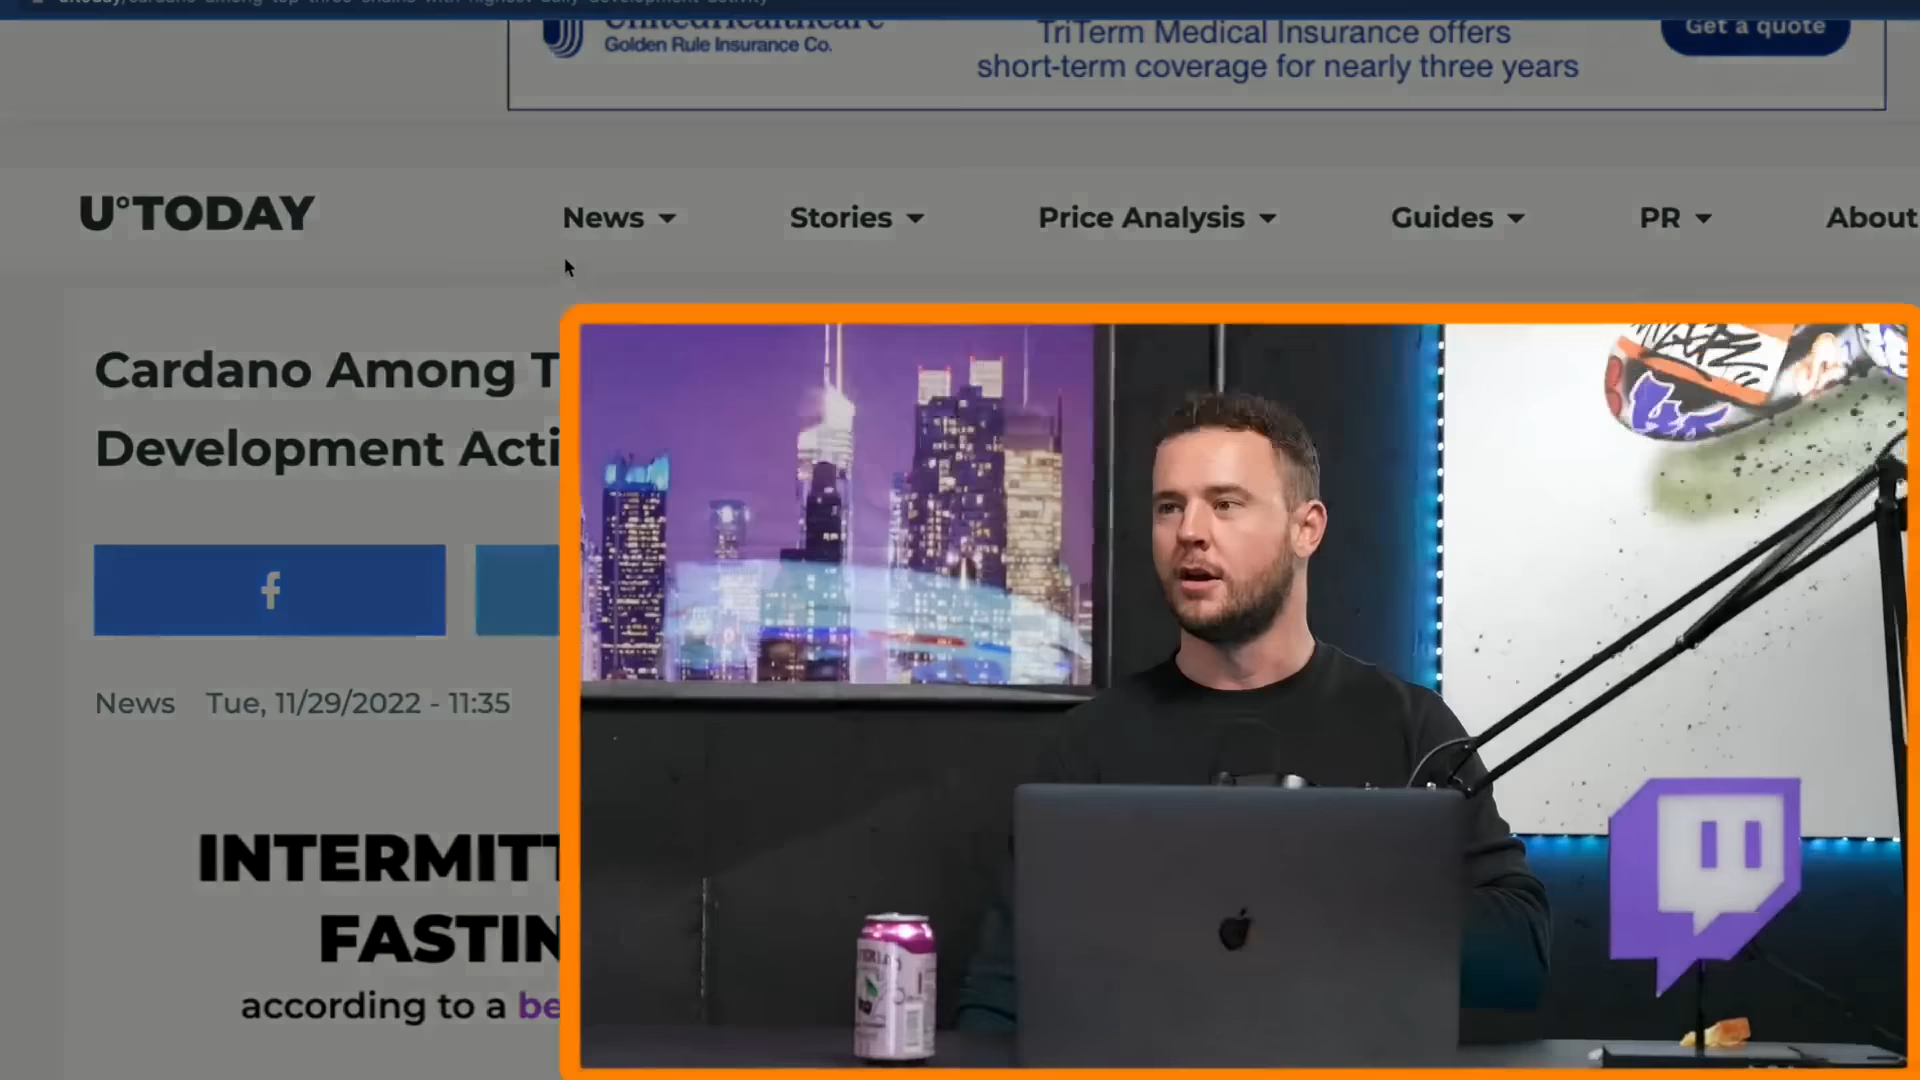 UnitedHealthcare
Golden Rule Insurance Co.
TriTerm Medical Insurance offers
short-term coverage for nearly three years
Get a quote
U°TODAY
News
Stories
Price Analysis
Guides
PR
About
Cardano Among T
Development Acti
f
News Tue, 11/29/2022 - 11:35
INTERMITT
FASTIN
according to a be